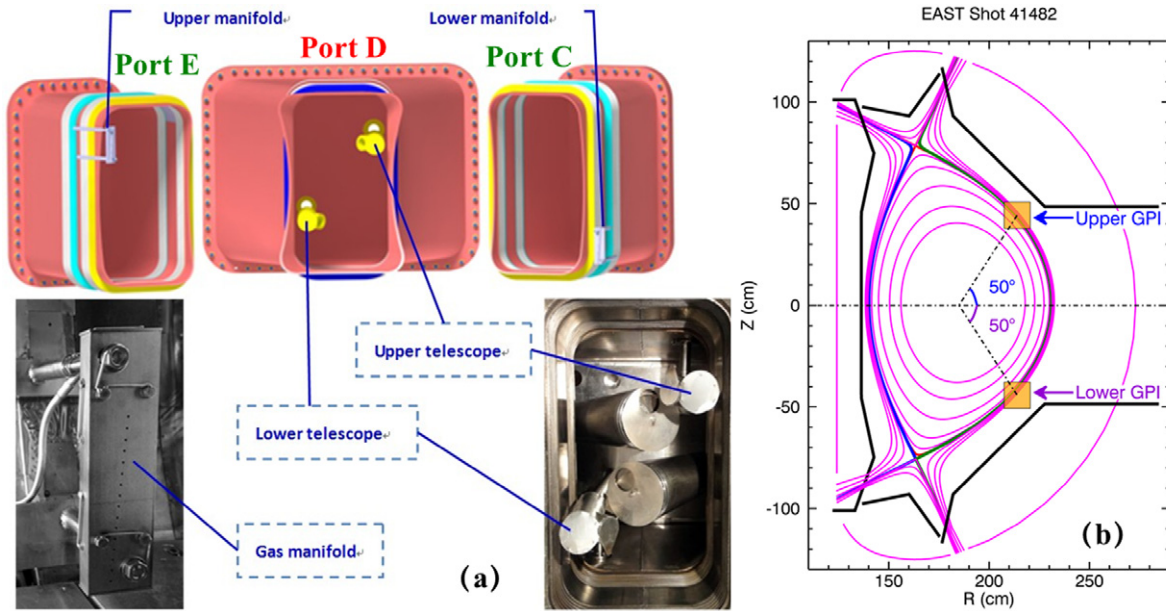 Upper manifold
Lower manifold
Port E
Port D
Port C
Upper telescope
Lower telescope
Gas manifold
(a)
EAST Shot 41482
100
50
0
-50
-100
Z (cm)
50°
50°
Upper GPI
Lower GPI
(b)
150
200
250
R (cm)